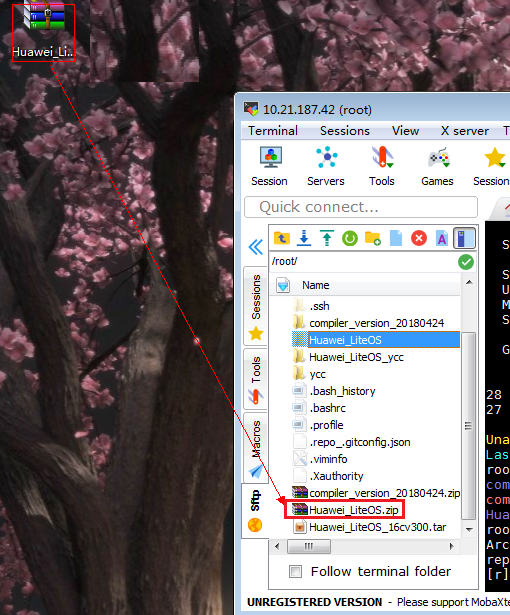 Huawei_Li..
10.21.187.42 (root)
Terminal Sessions View X server T
Session Servers Tools Games Session
Quick connect...
/root/
Name
.ssh
compiler_version_20180424
Huawei_LiteOS
Huawei_LiteOS_ycc
ycc
.bash_history
.bashrc
.profile
.repo_.gitconfig.json
.viminfo
.Xauthority
compiler_version_20180424.zip
Huawei_LiteOS.zip
Huawei_LiteOS_16cv300.tar
Follow terminal folder
Sessions
Tools
Macros
Sftp
S
S
U
M
S
G
28
27
Una
Las
roo
com
com
Hua
roo
Arc
rep
[r]
UNREGISTERED VERSION - Please support MobaXte